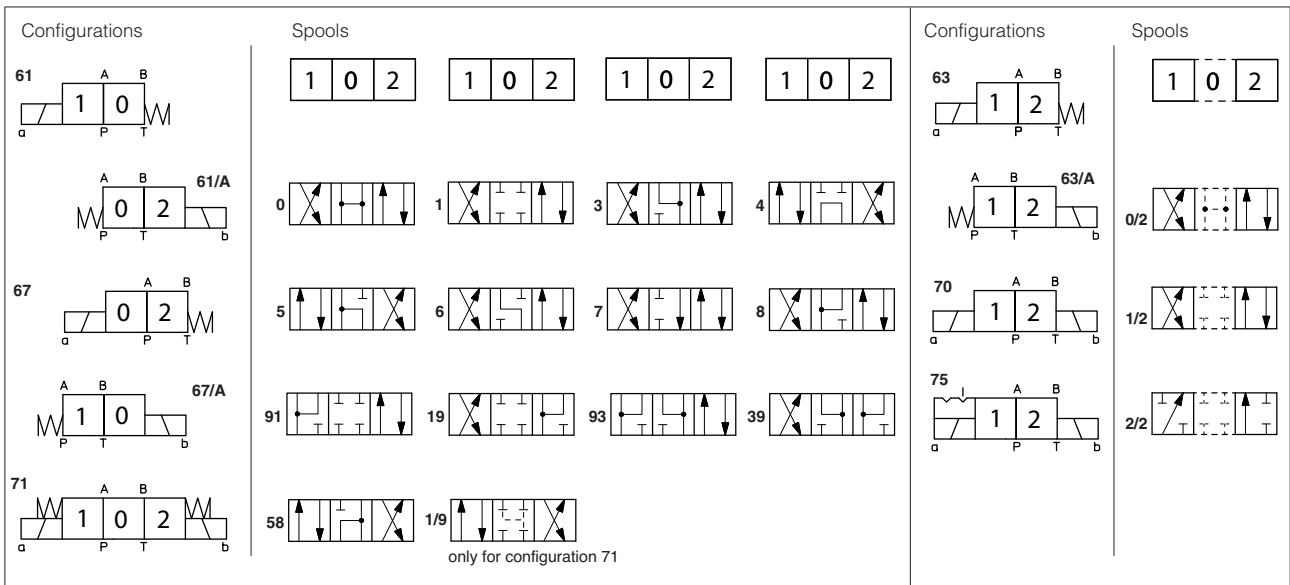 Configurations
Spools
Configurations
Spools
61
A B
1 0
a P T
1 0 2
1 0 2
1 0 2
1 0 2
63
A B
1 2
a P T
1 0 2
61/A
A B
0 2
P T b
0
1
3
4
63/A
A B
1 2
P T b
0/2
67
A B
0 2
a P T
5
6
7
8
70
A B
1 2
a P T b
1/2
67/A
A B
1 0
P T b
91
19
93
39
75
A B
1 2
a P T b
2/2
71
A B
1 0 2
a P T b
58
1/9
only for configuration 71